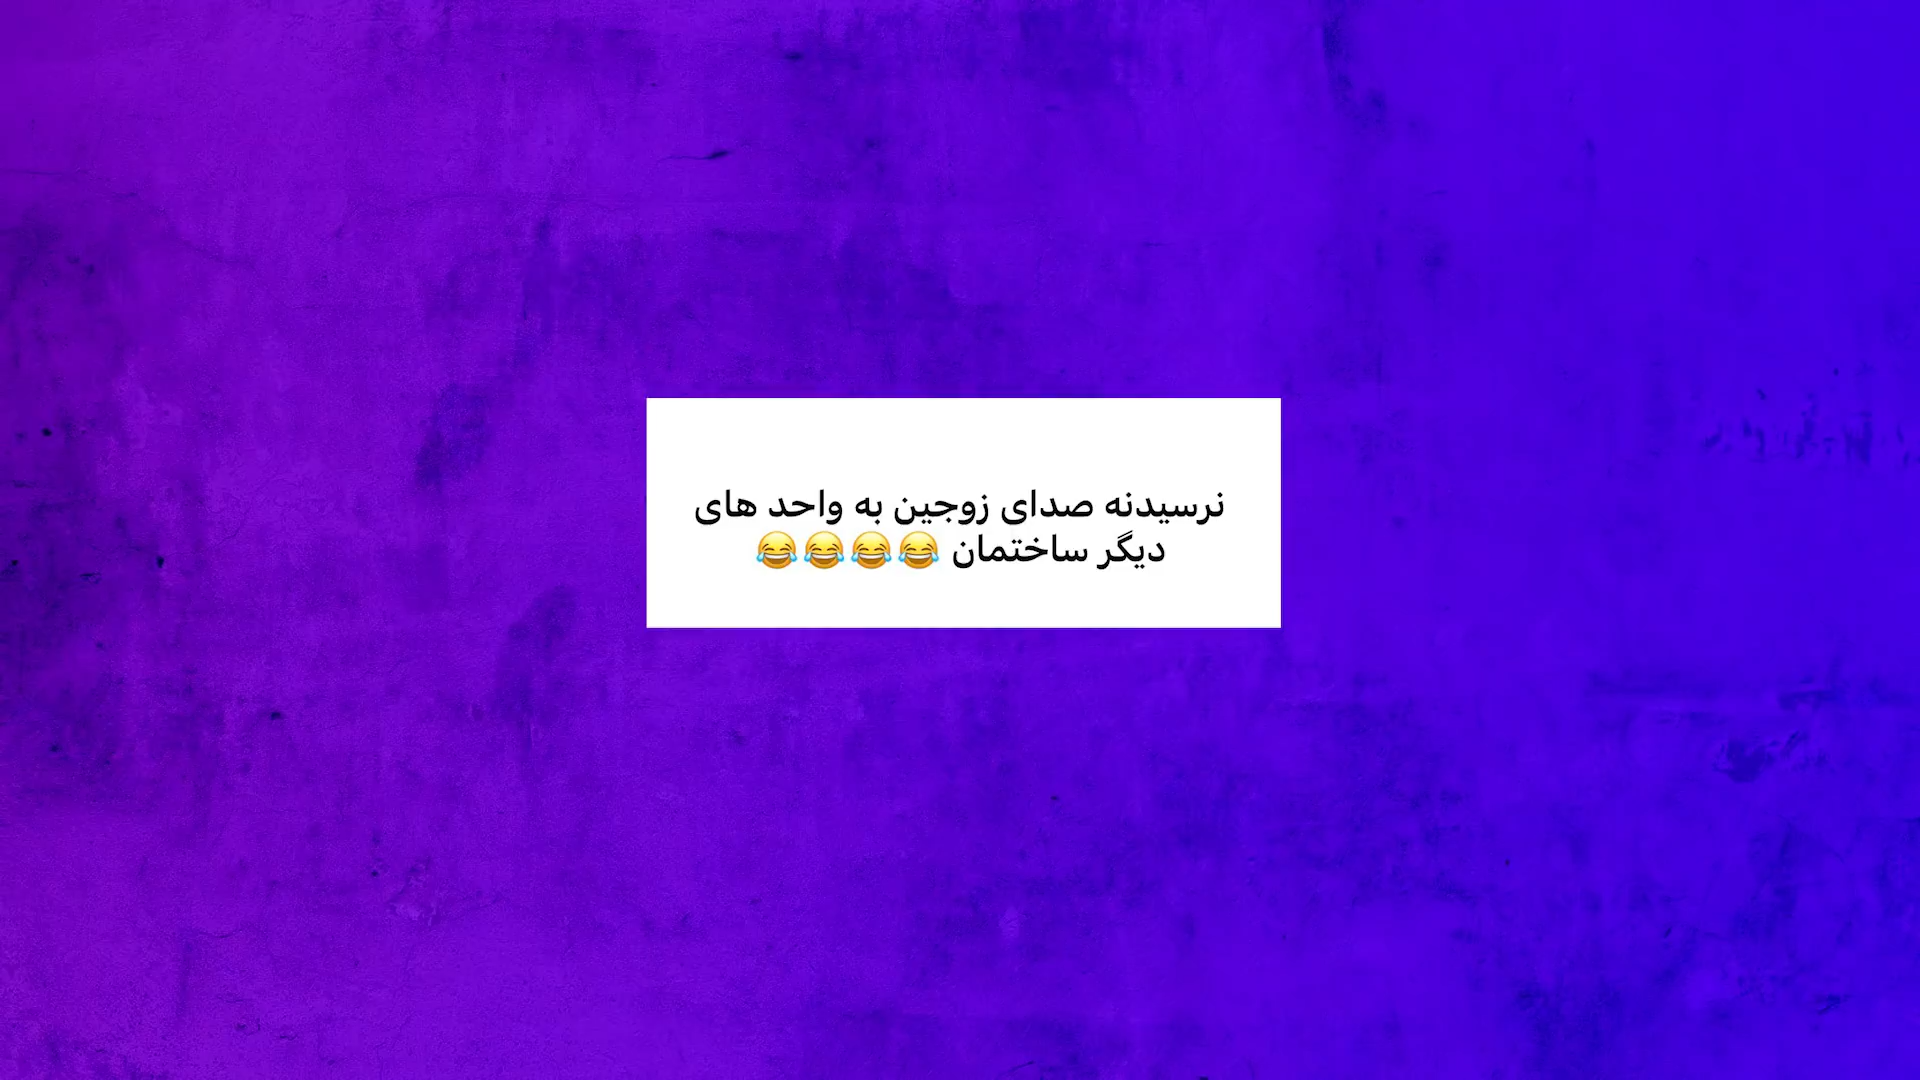 نرسیدنه صدای زوجین به واحد های
دیگر ساختمان 😂😂😂😂